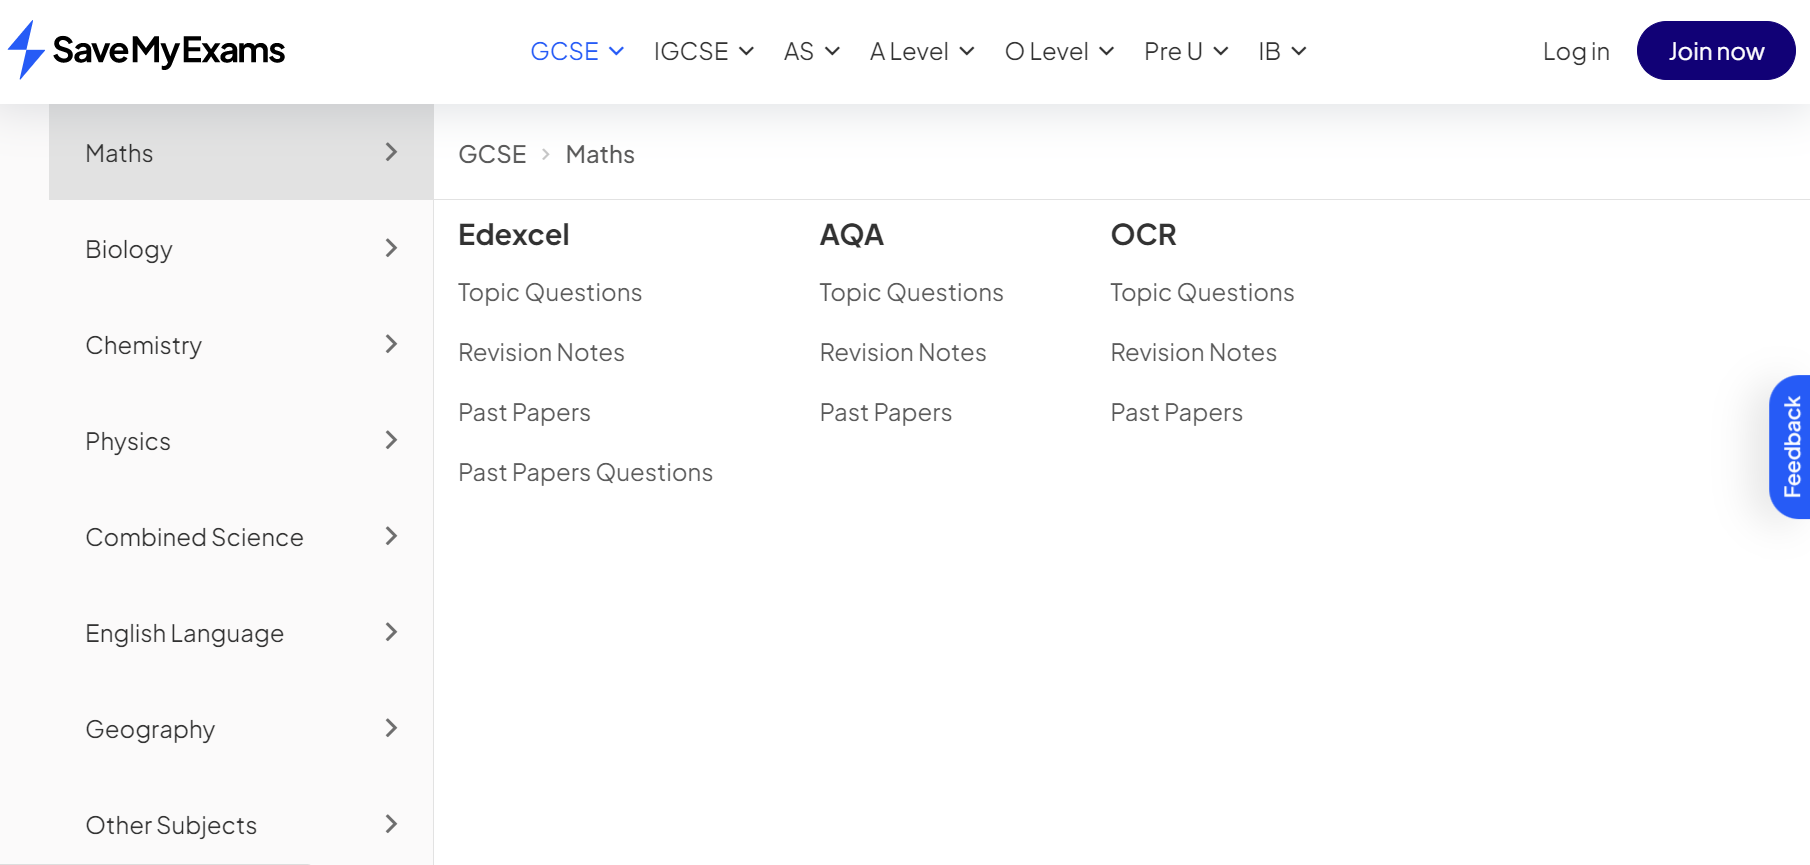 SaveMyExams
GCSE
IGCSE
AS
A Level
O Level
Pre U
IB
Log in
Join now
Maths
Biology
Chemistry
Physics
Combined Science
English Language
Geography
Other Subjects
GCSE > Maths
Edexcel
Topic Questions
Revision Notes
Past Papers
Past Papers Questions
AQA
Topic Questions
Revision Notes
Past Papers
OCR
Topic Questions
Revision Notes
Past Papers
Feedback